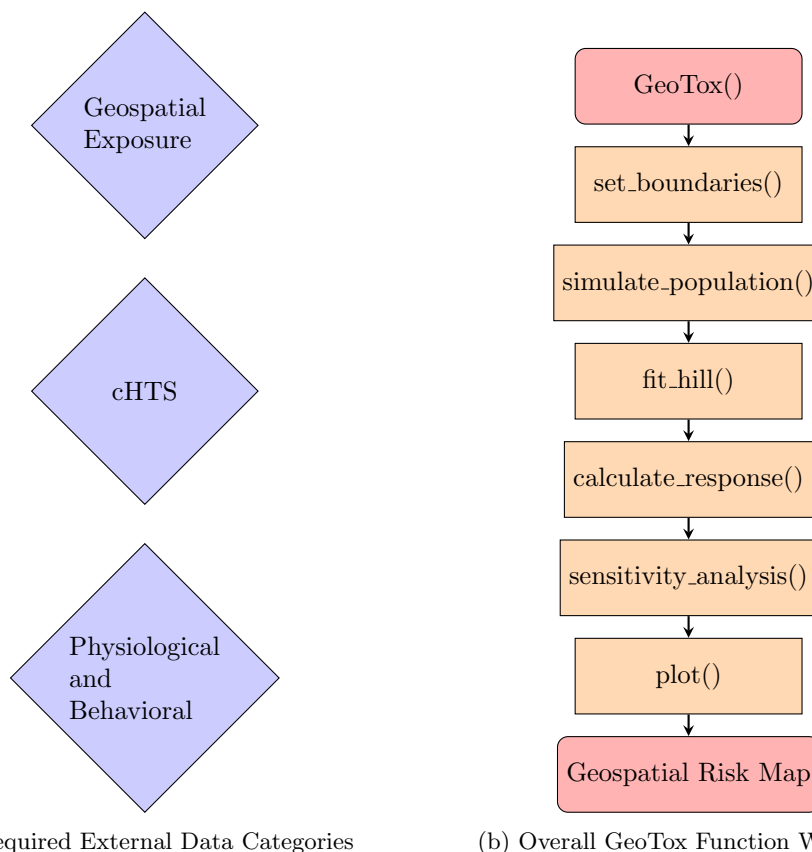 Geospatial
Exposure
cHTS
Physiological
and
Behavioral
External Data Categories
GeoTox()
set_boundaries()
simulate_population()
fit_hill()
calculate_response()
sensitivity_analysis()
plot()
Geospatial Risk Map
(b) Overall GeoTox Function